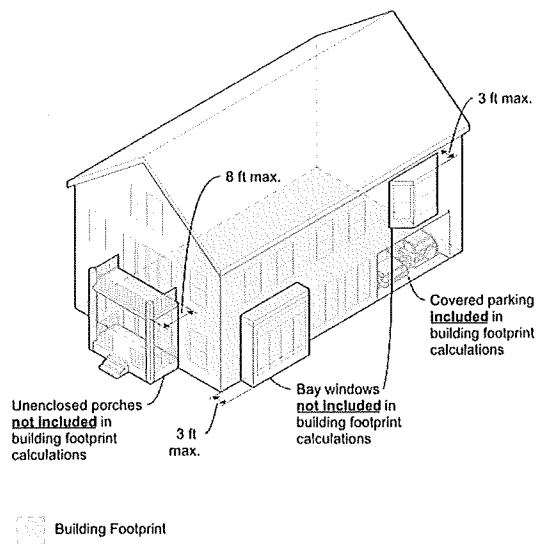 3 ft max.
8 ft max.
Covered parking
included in
building footprint
calculations
Bay windows
not included in
building footprint
calculations
Unenclosed porches
not included in
building footprint
calculations
3 ft
max.
Building Footprint